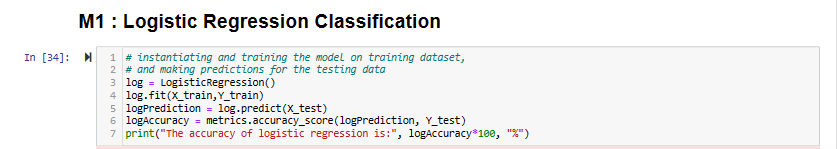 M1 : Logistic Regression Classification
In [34]:
1 # instantiating and training the model on training dataset,
2 # and making predictions for the testing data
3 log = LogisticRegression()
4 log.fit(X_train,Y_train)
5 logPrediction = log.predict(X_test)
6 logAccuracy = metrics.accuracy_score(logPrediction, Y_test)
7 print("The accuracy of logistic regression is:", logAccuracy*100, "%")